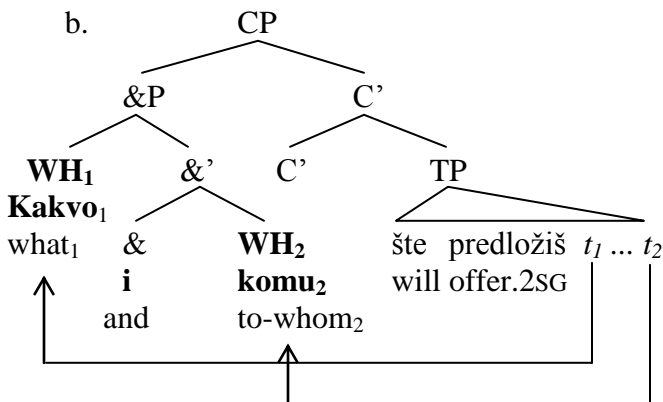 b. CP
&P C’
WH₁ &’ C’ TP
Kakvo₁
what₁ & WH₂ šte predložiš t₁ ... t₂
i komu₂ will offer.2SG
and to-whom₂